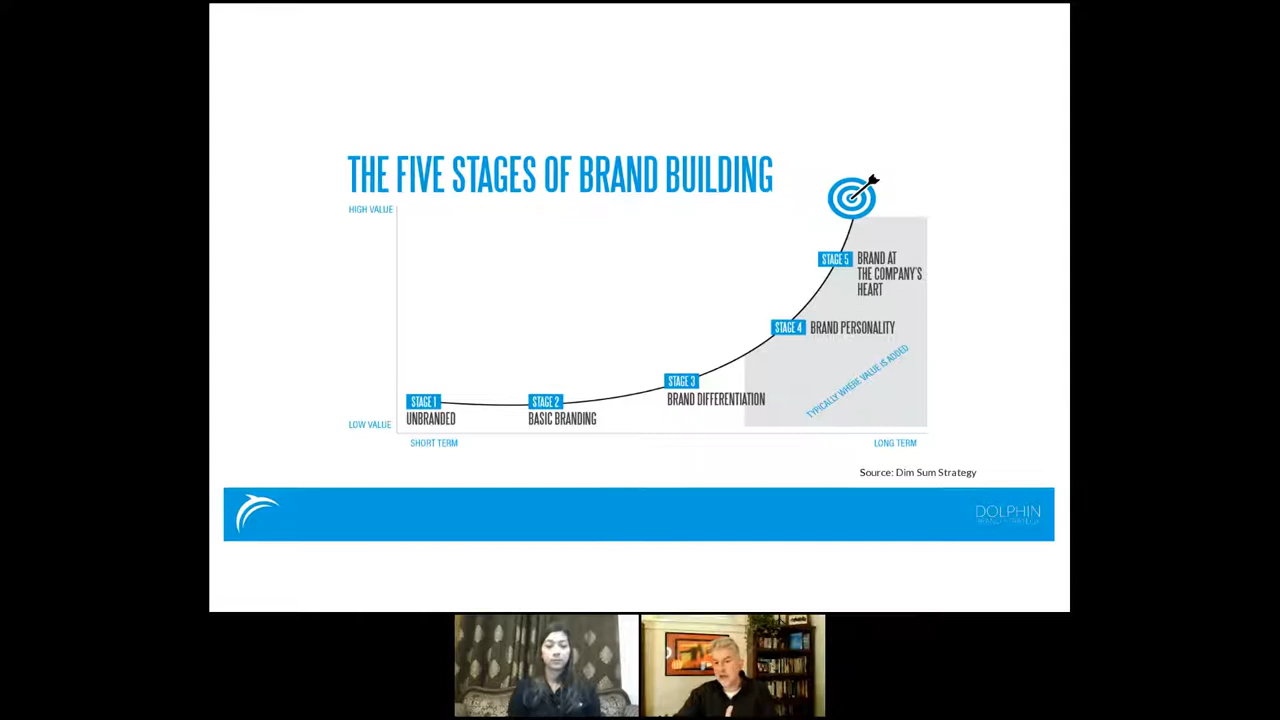 THE FIVE STAGES OF BRAND BUILDING
HIGH VALUE
STAGE 5
BRAND AT
THE COMPANY'S
HEART
STAGE 4
BRAND PERSONALITY
TYPICALLY WHERE VALUE IS ADDED
STAGE 3
BRAND DIFFERENTIATION
STAGE 1
UNBRANDED
STAGE 2
BASIC BRANDING
LOW VALUE
SHORT TERM
LONG TERM
Source: Dim Sum Strategy
DOLPHIN
BRAND STRATEGY